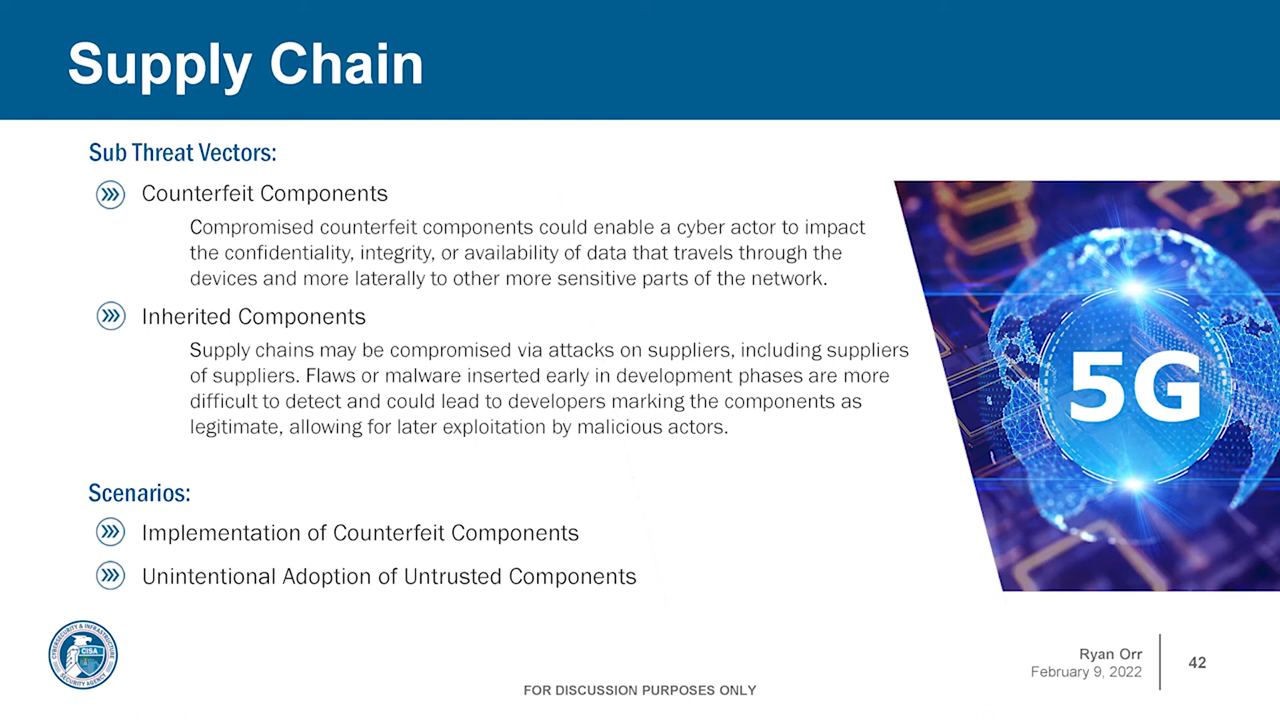 Supply Chain
Sub Threat Vectors:
Counterfeit Components
Compromised counterfeit components could enable a cyber actor to impact
the confidentiality, integrity, or availability of data that travels through the
devices and more laterally to other more sensitive parts of the network.
Inherited Components
Supply chains may be compromised via attacks on suppliers, including suppliers
of suppliers. Flaws or malware inserted early in development phases are more
difficult to detect and could lead to developers marking the components as
legitimate, allowing for later exploitation by malicious actors.
5G
Scenarios:
Implementation of Counterfeit Components
Unintentional Adoption of Untrusted Components
CYBERSECURITY & INFRASTRUCTURE
CISA
SECURITY AGENCY
Ryan Orr
February 9, 2022
42
FOR DISCUSSION PURPOSES ONLY